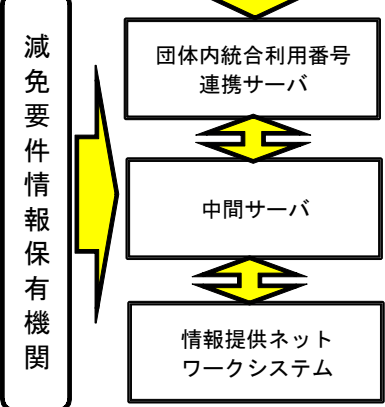 減免要件情報保有機関
団体内統合利用番号
連携サーバ
中間サーバ
情報提供ネット
ワークシステム